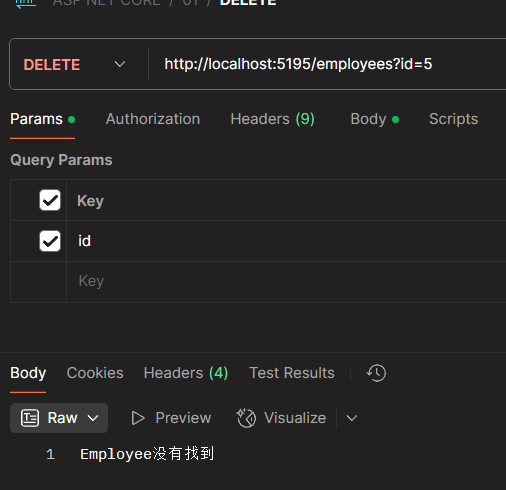 ASP NET CORE / 01 / DELETE
DELETE http://localhost:5195/employees?id=5
Params Authorization Headers (9) Body Scripts
Query Params
Key
id
Key
Body Cookies Headers (4) Test Results
Raw Preview Visualize
1 Employee没有找到